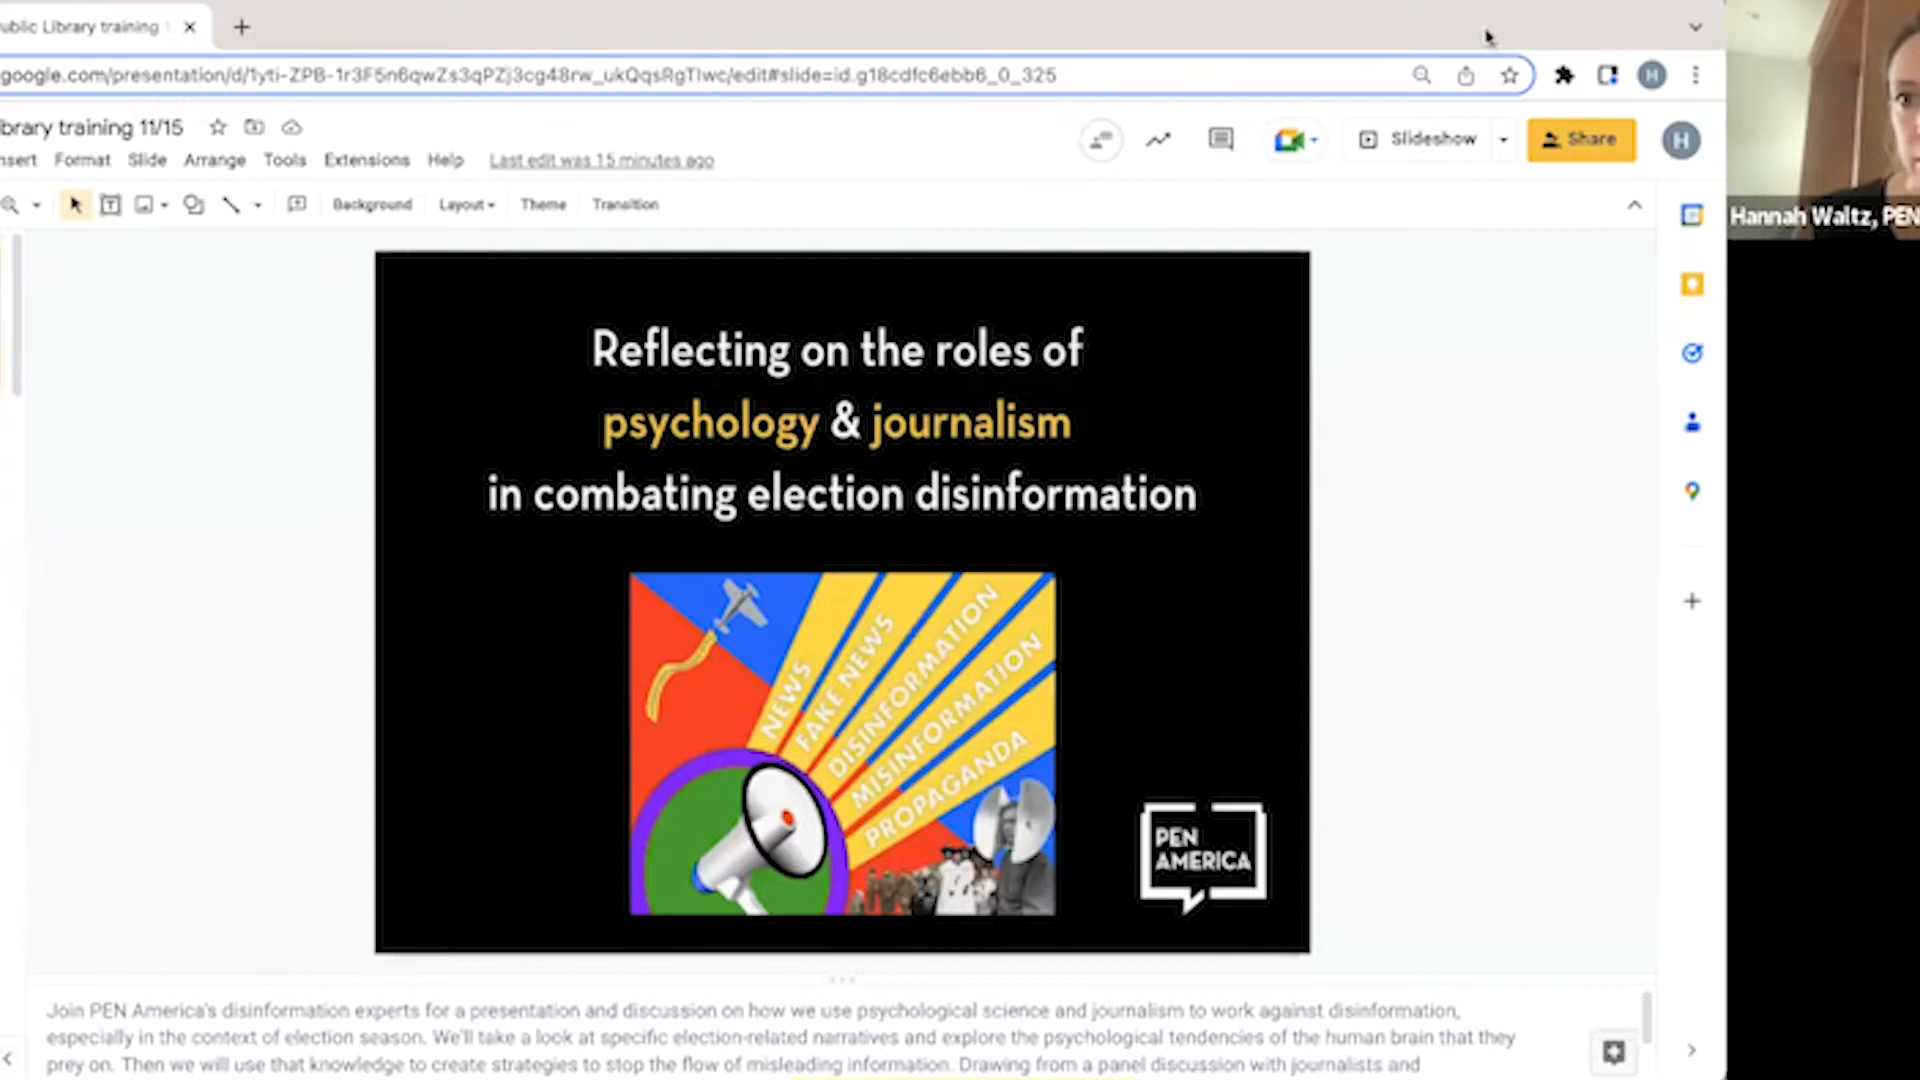 ublic Library training 1
google.com/presentation/d/1yti-ZPB-1r3F5n6qwZs3qPZj3cg48rw_ukQqsRgTlwc/edit#slide=id.g18cdfc6ebb6_0_325
H
brary training 11/15
Slideshow
Share
H
nsert Format Slide Arrange Tools Extensions Help Last edit was 15 minutes ago
Background Layout Theme Transition
Hannah Waltz, PEN
Reflecting on the roles of
psychology & journalism
in combating election disinformation
NEWS
FAKE NEWS
DISINFORMATION
MISINFORMATION
PROPAGANDA
PEN
AMERICA
Join PEN America's disinformation experts for a presentation and discussion on how we use psychological science and journalism to work against disinformation,
especially in the context of election season. We'll take a look at specific election-related narratives and explore the psychological tendencies of the human brain that they
prey on. Then we will use that knowledge to create strategies to stop the flow of misleading information. Drawing from a panel discussion with journalists and